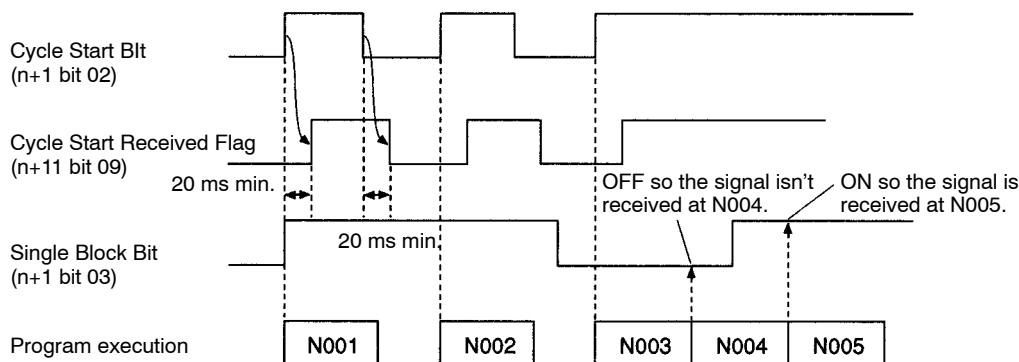 Cycle Start BIt
(n+1 bit 02)
Cycle Start Received Flag
(n+11 bit 09)
20 ms min.
OFF so the signal isn't
received at N004.
ON so the signal is
received at N005.
20 ms min.
Single Block Bit
(n+1 bit 03)
Program execution
N001
N002
N003
N004
N005